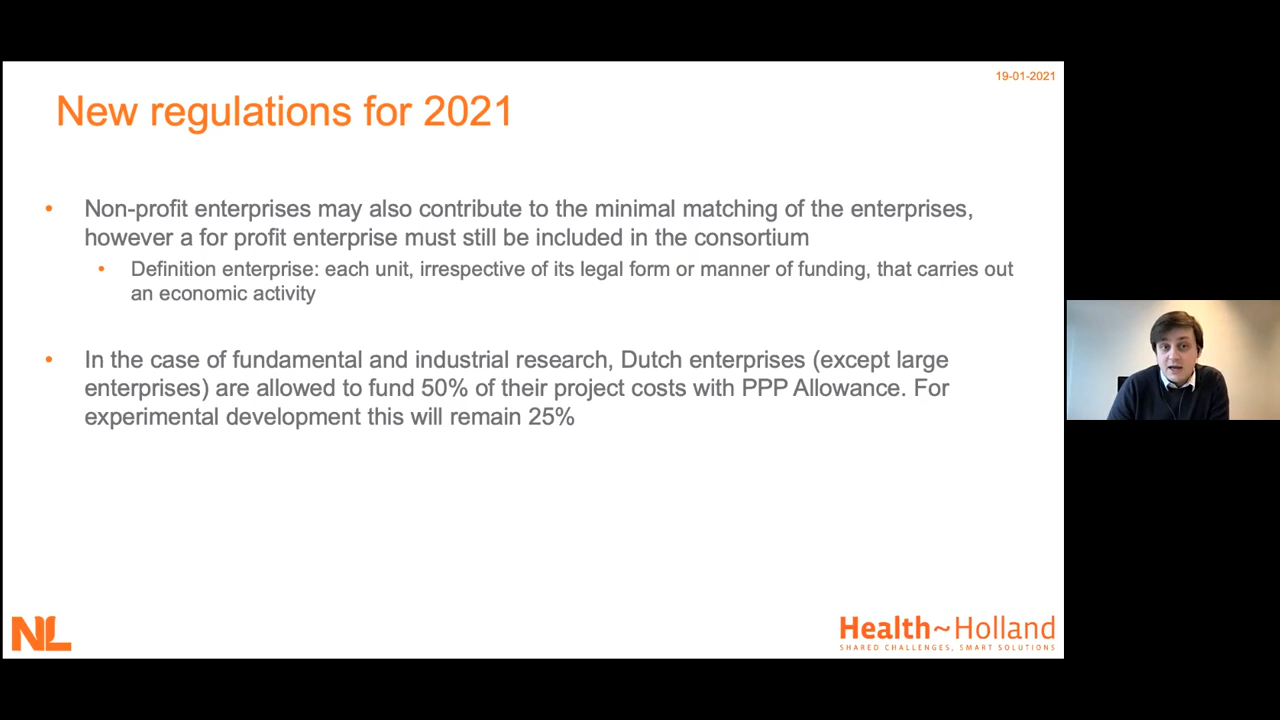 19-01-2021
New regulations for 2021
• Non-profit enterprises may also contribute to the minimal matching of the enterprises,
however a for profit enterprise must still be included in the consortium
• Definition enterprise: each unit, irrespective of its legal form or manner of funding, that carries out
an economic activity
• In the case of fundamental and industrial research, Dutch enterprises (except large
enterprises) are allowed to fund 50% of their project costs with PPP Allowance. For
experimental development this will remain 25%
NL
Health~Holland
SHARED CHALLENGES, SMART SOLUTIONS